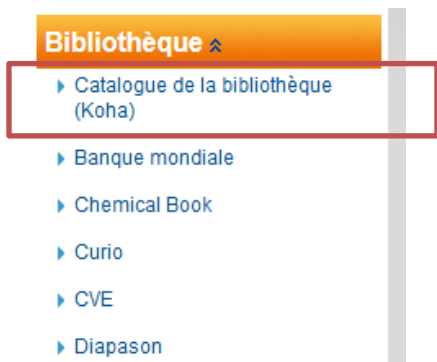 Bibliothèque
Catalogue de la bibliothèque
(Koha)
Banque mondiale
Chemical Book
Curio
CVE
Diapason